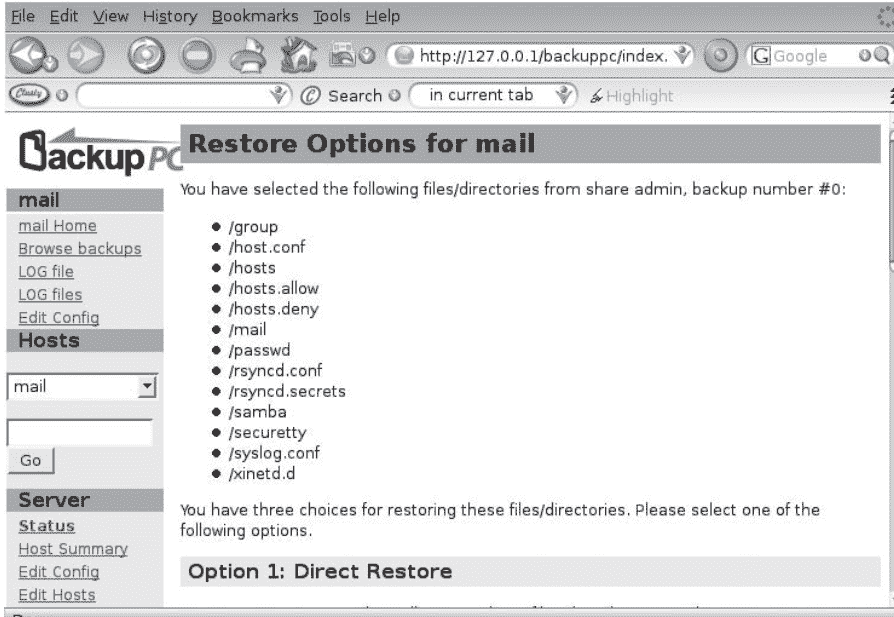 File Edit View History Bookmarks Tools Help
http://127.0.0.1/backuppc/index.
G Google
Clusty
Search in current tab Highlight
BackupPC
mail
mail Home
Browse backups
LOG file
LOG files
Edit Config
Hosts
mail
Go
Server
Status
Host Summary
Edit Config
Edit Hosts
Restore Options for mail
You have selected the following files/directories from share admin, backup number #0:
● /group
● /host.conf
● /hosts
● /hosts.allow
● /hosts.deny
● /mail
● /passwd
● /rsyncd.conf
● /rsyncd.secrets
● /samba
● /securetty
● /syslog.conf
● /xinetd.d
You have three choices for restoring these files/directories. Please select one of the
following options.
Option 1: Direct Restore